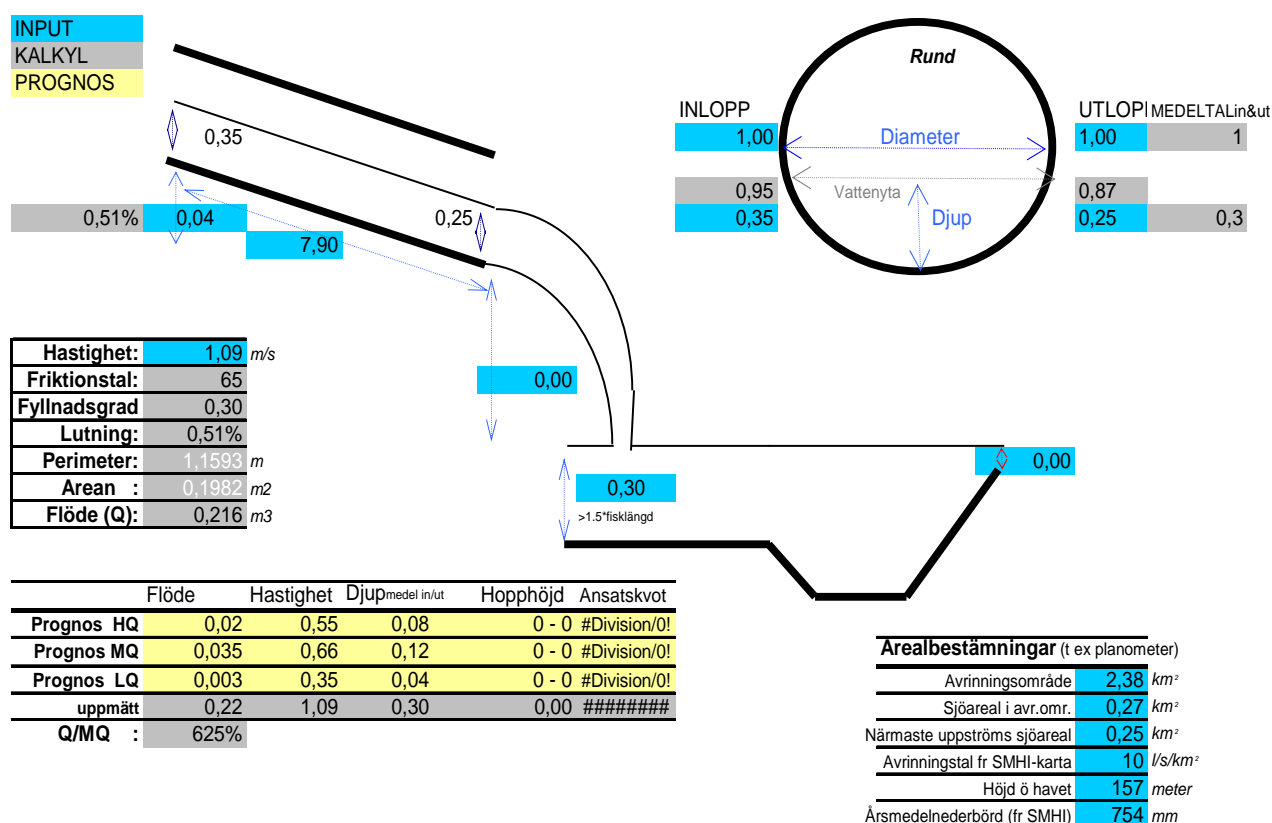 INPUT
KALKYL
PROGNOS
Rund
INLOPP
UTLOPI MEDELTALin&ut
1,00 Diameter 1,00 1
0,35
0,95 Vattenyta 0,87
0,51% 0,04 0,25 0,35 Djup 0,25 0,3
7,90
Hastighet: 1,09 m/s
Friktionstal: 65
0,00
Fyllnadsgrad 0,30
Lutning: 0,51%
Perimeter: 1,1593 m
0,00
Arean : 0,1982 m2
0,30
Flöde (Q): 0,216 m3
>1.5*fisklängd
Flöde Hastighet Djup medel in/ut Hopphöjd Ansatskvot
Prognos HQ 0,02 0,55 0,08 0 - 0 #Division/0!
Prognos MQ 0,035 0,66 0,12 0 - 0 #Division/0!
Prognos LQ 0,003 0,35 0,04 0 - 0 #Division/0!
uppmätt 0,22 1,09 0,30 0,00 ########
Q/MQ : 625%
Arealbestämningar (t ex planometer)
Avrinningsområde 2,38 km²
Sjöareal i avr.omr. 0,27 km²
Närmaste uppströms sjöareal 0,25 km²
Avrinningstal fr SMHI-karta 10 l/s/km²
Höjd ö havet 157 meter
Årsmedelnederbörd (fr SMHI) 754 mm